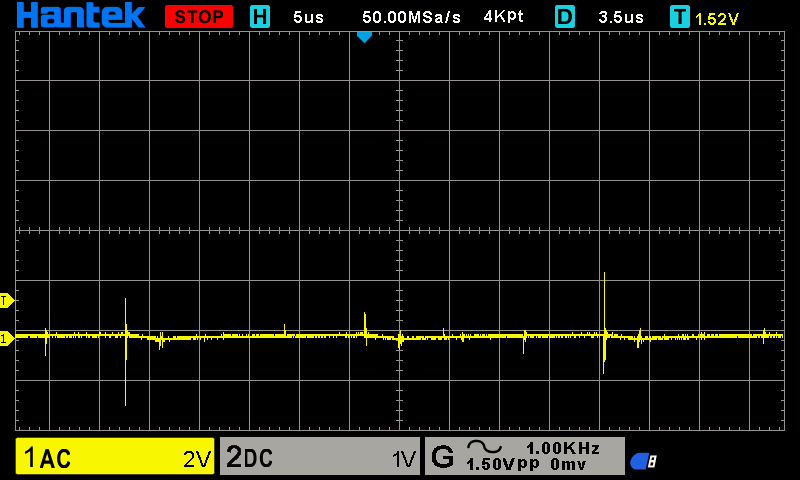 Hantek STOP H 5us 50.00MSa/s 4Kpt D 3.5us T 1.52V
T
1
1AC 2V 2DC 1V G 1.00KHz
1.50Vpp 0mv